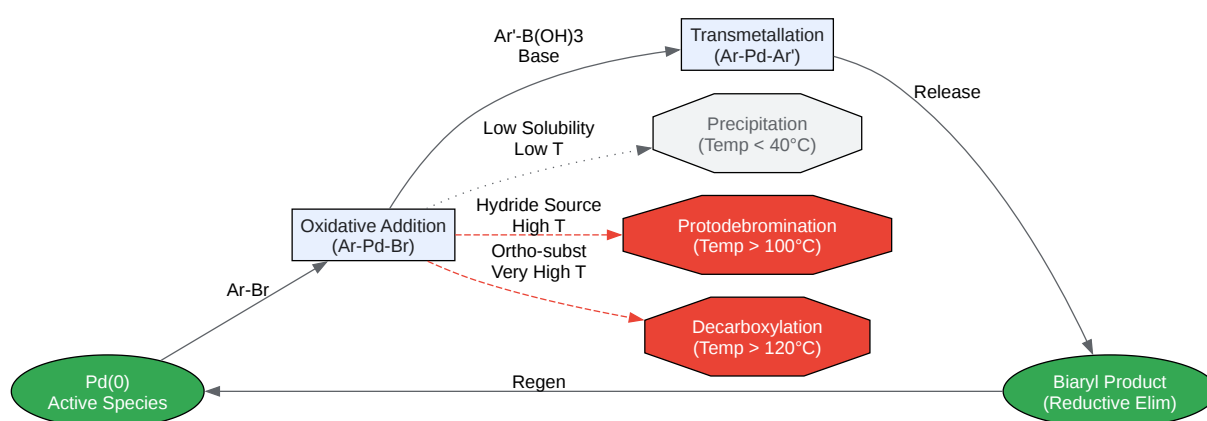 Ar'-B(OH)3
Base
Transmetallation
(Ar-Pd-Ar')
Release
Low Solubility
Low T
Precipitation
(Temp < 40°C)
Oxidative Addition
(Ar-Pd-Br)
Hydride Source
High T
Protodebromination
(Temp > 100°C)
Ortho-subst
Very High T
Ar-Br
Decarboxylation
(Temp > 120°C)
Pd(0)
Active Species
Regen
Biaryl Product
(Reductive Elim)